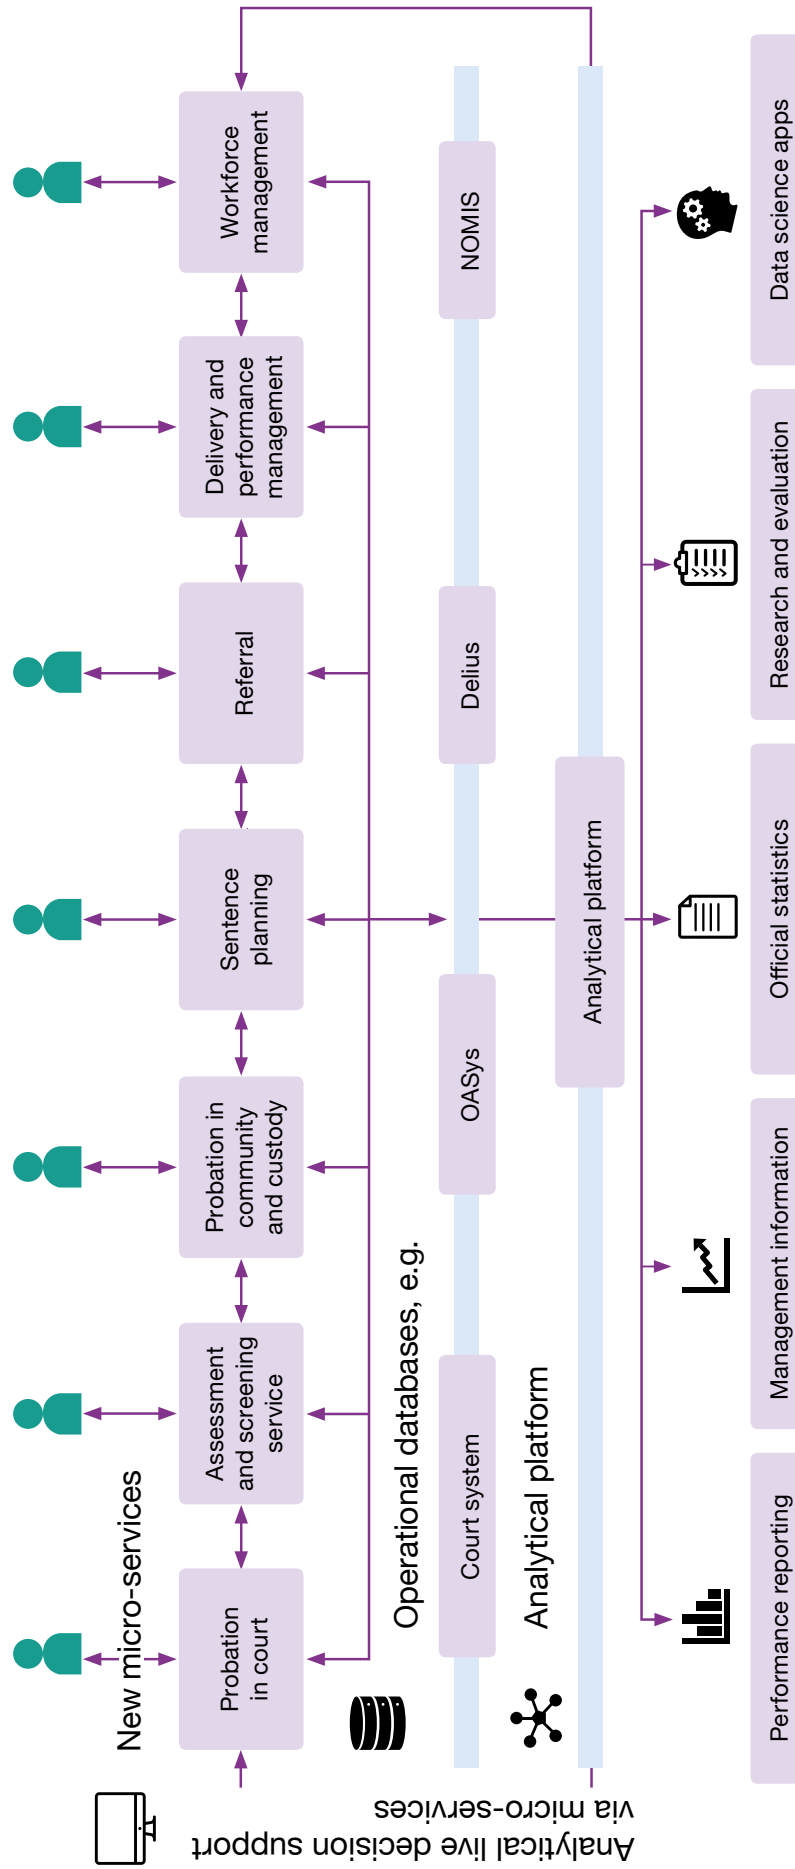 New micro-services
Probation
in court
Assessment
and screening
service
Probation in
community
and custody
Sentence
planning
Referral
Delivery and
performance
management
Workforce
management
Operational databases, e.g.
Court system
OASys
Delius
NOMIS
Analytical platform
Analytical platform
Analytical live decision support
via micro-services
Performance reporting
Management information
Official statistics
Research and evaluation
Data science apps